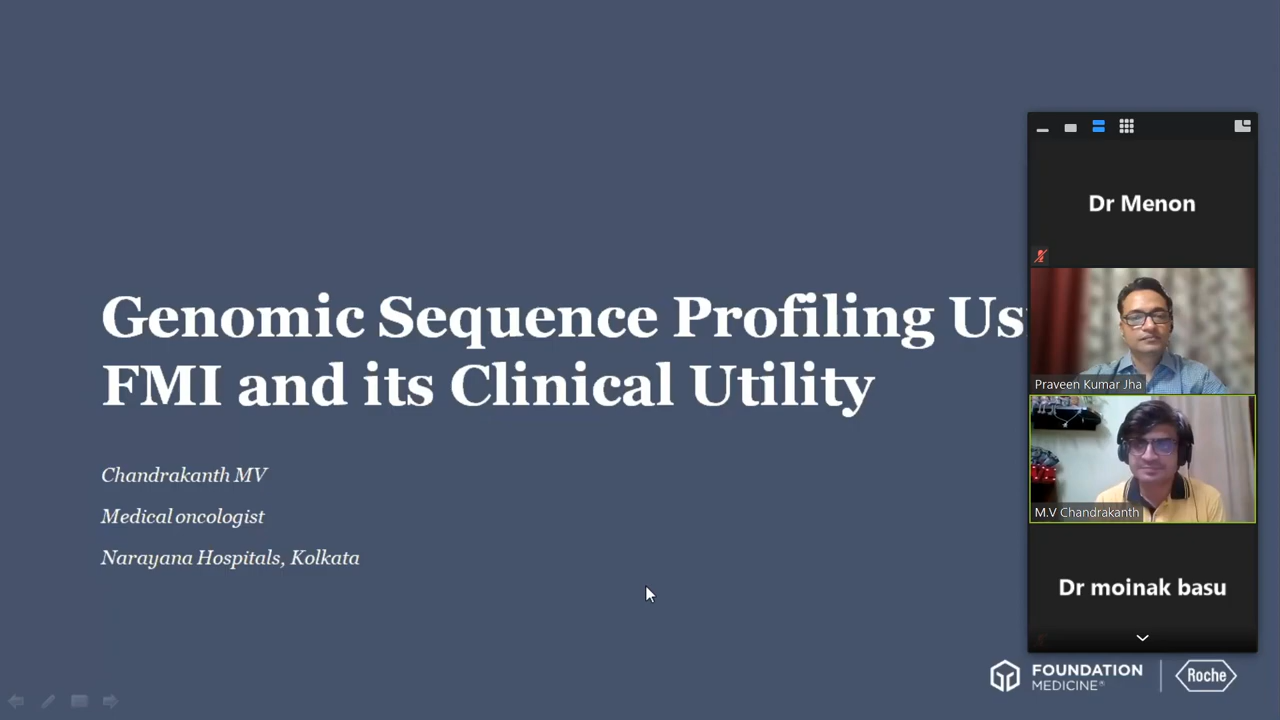 Genomic Sequence Profiling Us
FMI and its Clinical Utility
Chandrakanth MV
Medical oncologist
Narayana Hospitals, Kolkata
Dr Menon
Praveen Kumar Jha
M.V Chandrakanth
Dr moinak basu
FOUNDATION
MEDICINE®
Roche